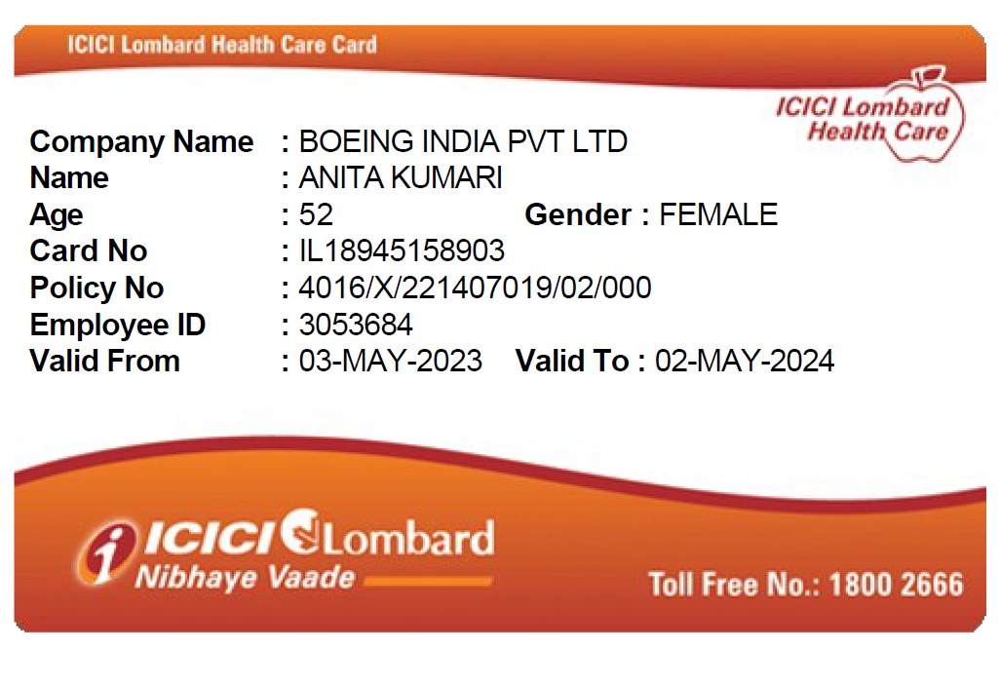 ICICI Lombard Health Care Card
ICICI Lombard
Health Care
Company Name : BOEING INDIA PVT LTD
Name : ANITA KUMARI
Age : 52 Gender : FEMALE
Card No : IL18945158903
Policy No : 4016/X/221407019/02/000
Employee ID : 3053684
Valid From : 03-MAY-2023 Valid To : 02-MAY-2024
i ICICI Lombard
Nibhaye Vaade
Toll Free No.: 1800 2666